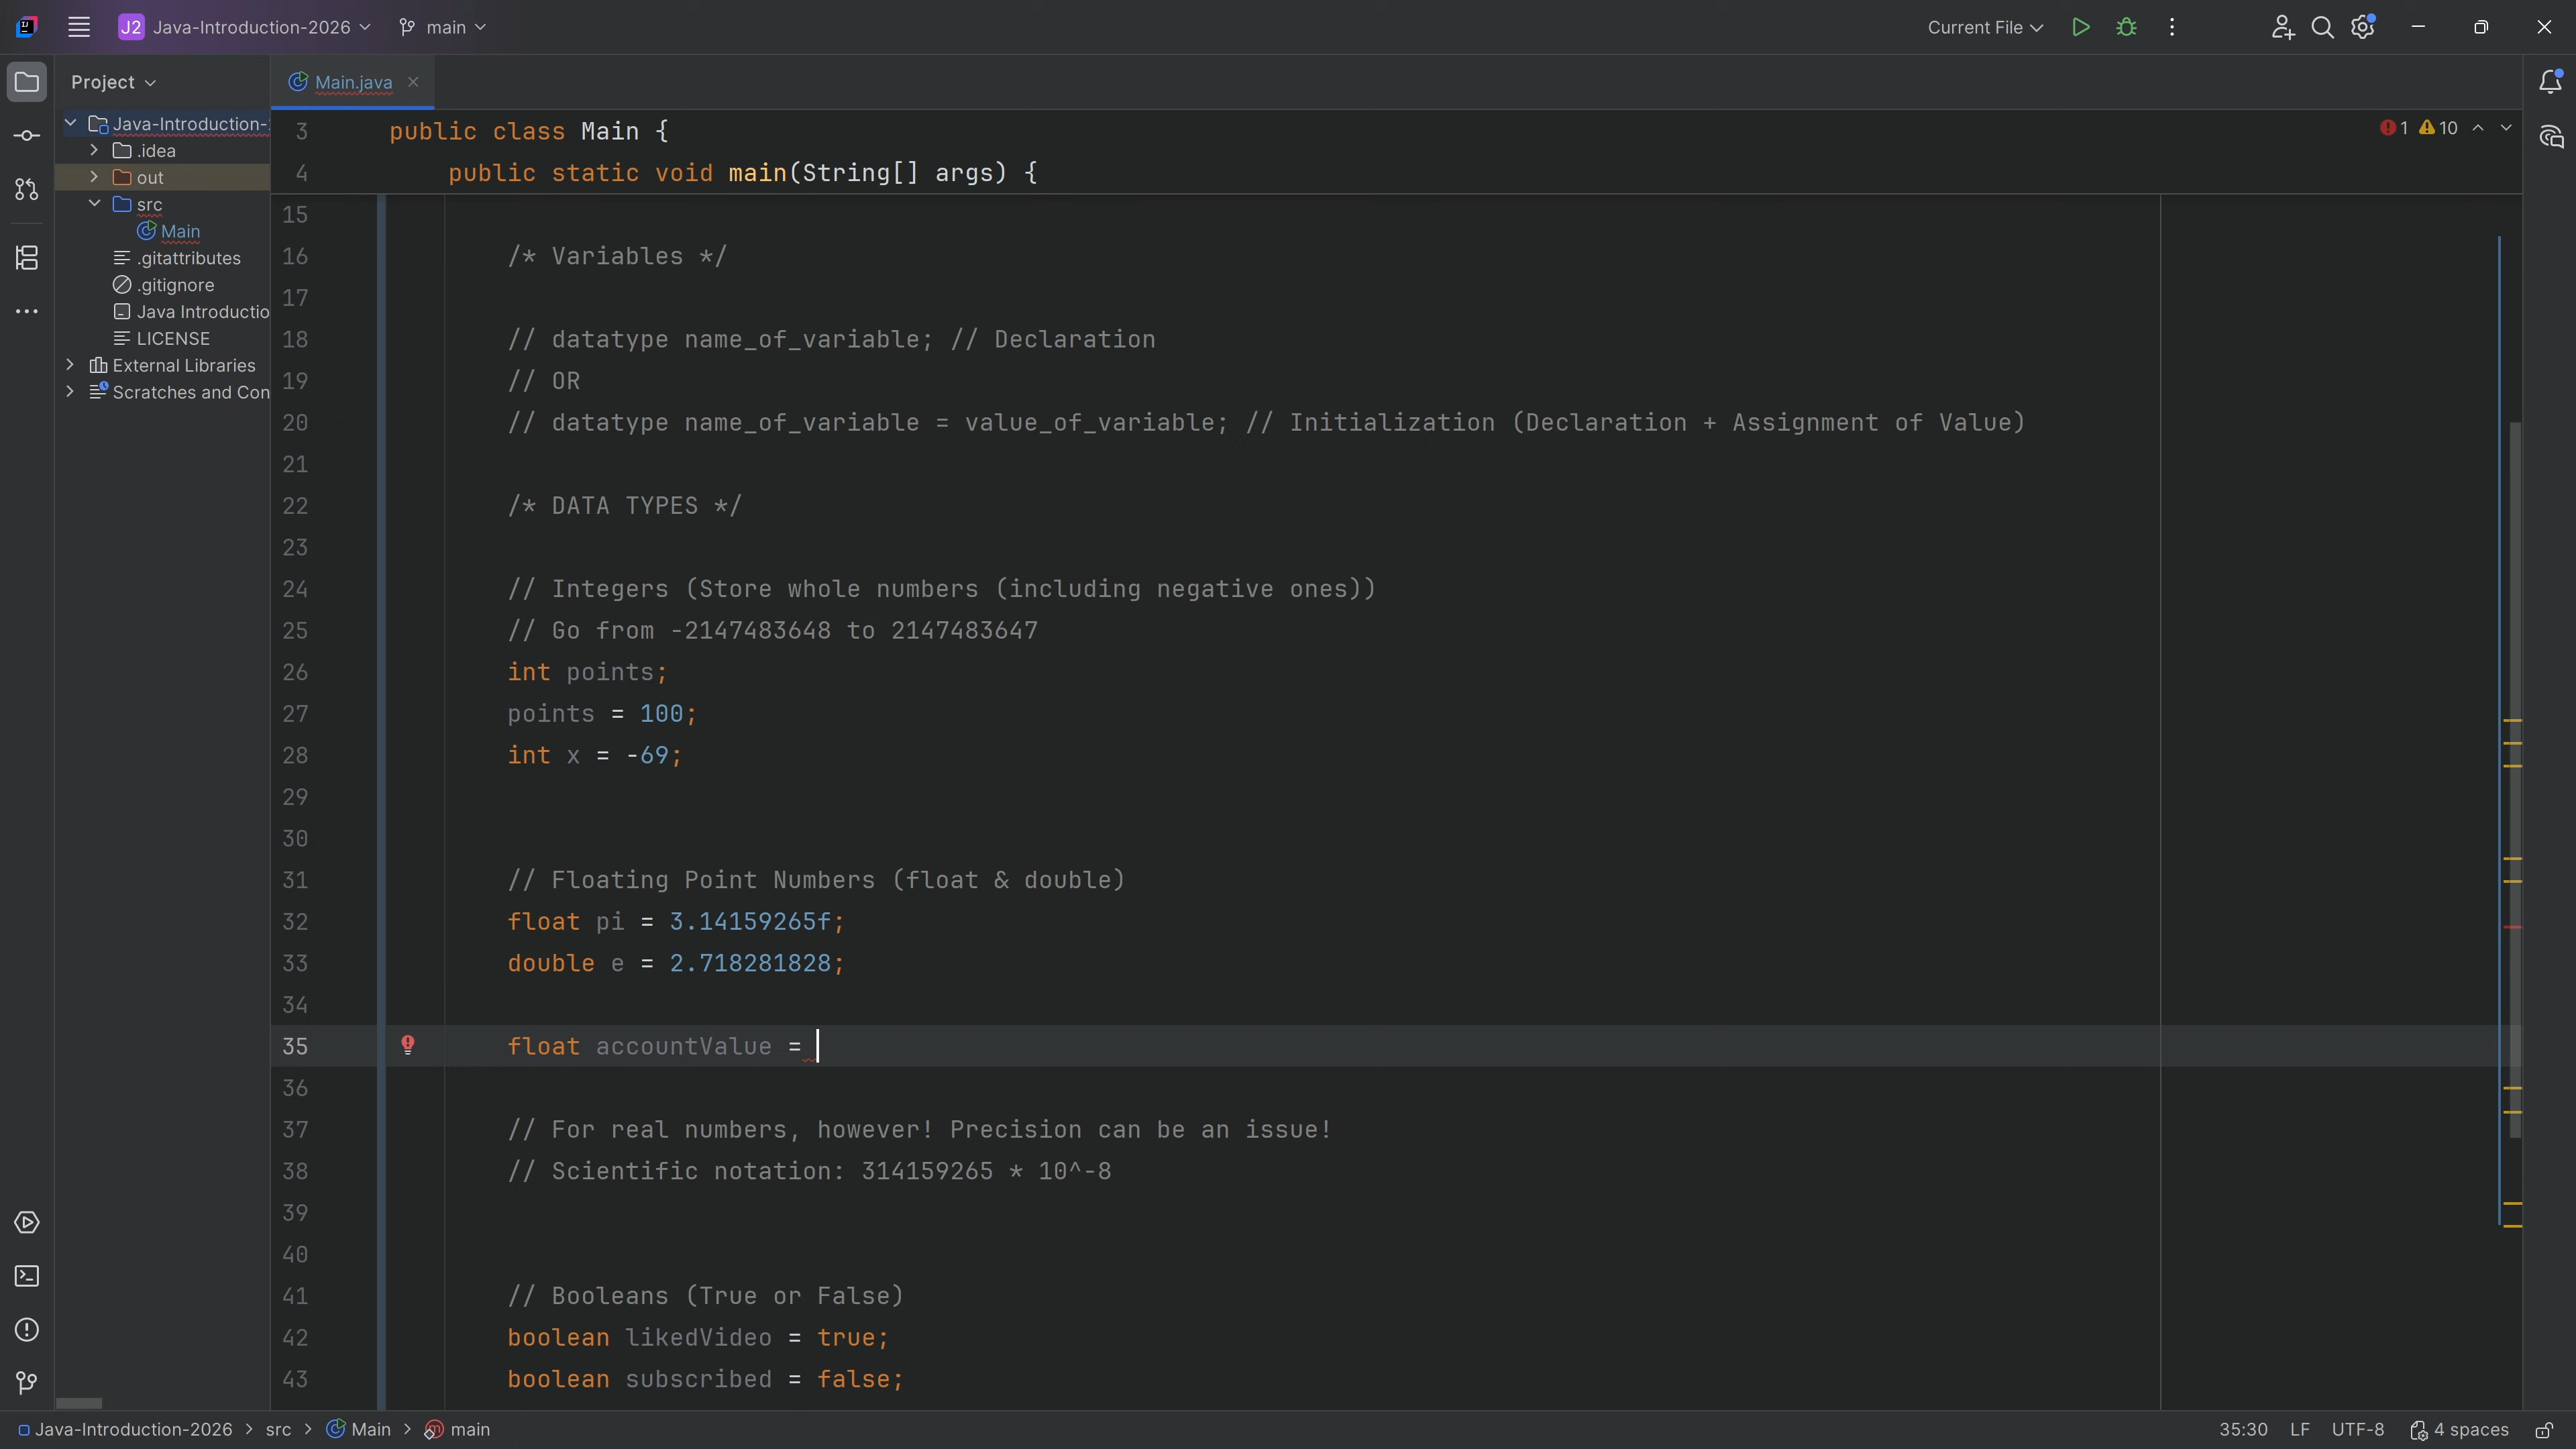 J2 Java-Introduction-2026 main Current File
Project
Main.java
Java-Introduction-2
.idea
out
src
Main
.gitattributes
.gitignore
Java Introductio
LICENSE
External Libraries
Scratches and Con
1 10
3 public class Main {
4 public static void main(String[] args) {
15
16 /* Variables */
17
18 // datatype name_of_variable; // Declaration
19 // OR
20 // datatype name_of_variable = value_of_variable; // Initialization (Declaration + Assignment of Value)
21
22 /* DATA TYPES */
23
24 // Integers (Store whole numbers (including negative ones))
25 // Go from -2147483648 to 2147483647
26 int points;
27 points = 100;
28 int x = -69;
29
30
31 // Floating Point Numbers (float & double)
32 float pi = 3.14159265f;
33 double e = 2.718281828;
34
35 float accountValue =
36
37 // For real numbers, however! Precision can be an issue!
38 // Scientific notation: 314159265 * 10^-8
39
40
41 // Booleans (True or False)
42 boolean likedVideo = true;
43 boolean subscribed = false;
Java-Introduction-2026 > src > Main > main 35:30 LF UTF-8 4 spaces